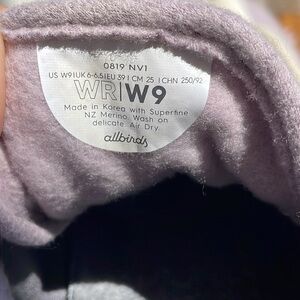 0819 NV1
US W9|UK 6-6.5|EU 39|CM 25|CHN 250/92
WR|W9
Made in Korea with Superfine
NZ Merino. Wash on
delicate. Air Dry.
allbirds